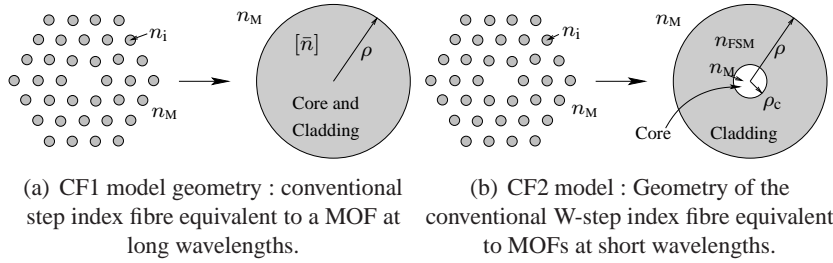 n_M
n_i
n_M
[n̄]
ρ
Core and
Cladding
(a) CF1 model geometry : conventional
step index fibre equivalent to a MOF at
long wavelengths.
n_M
n_i
n_M
n_FSM
ρ
n_M
ρ_c
Core
Cladding
(b) CF2 model : Geometry of the
conventional W-step index fibre equivalent
to MOFs at short wavelengths.